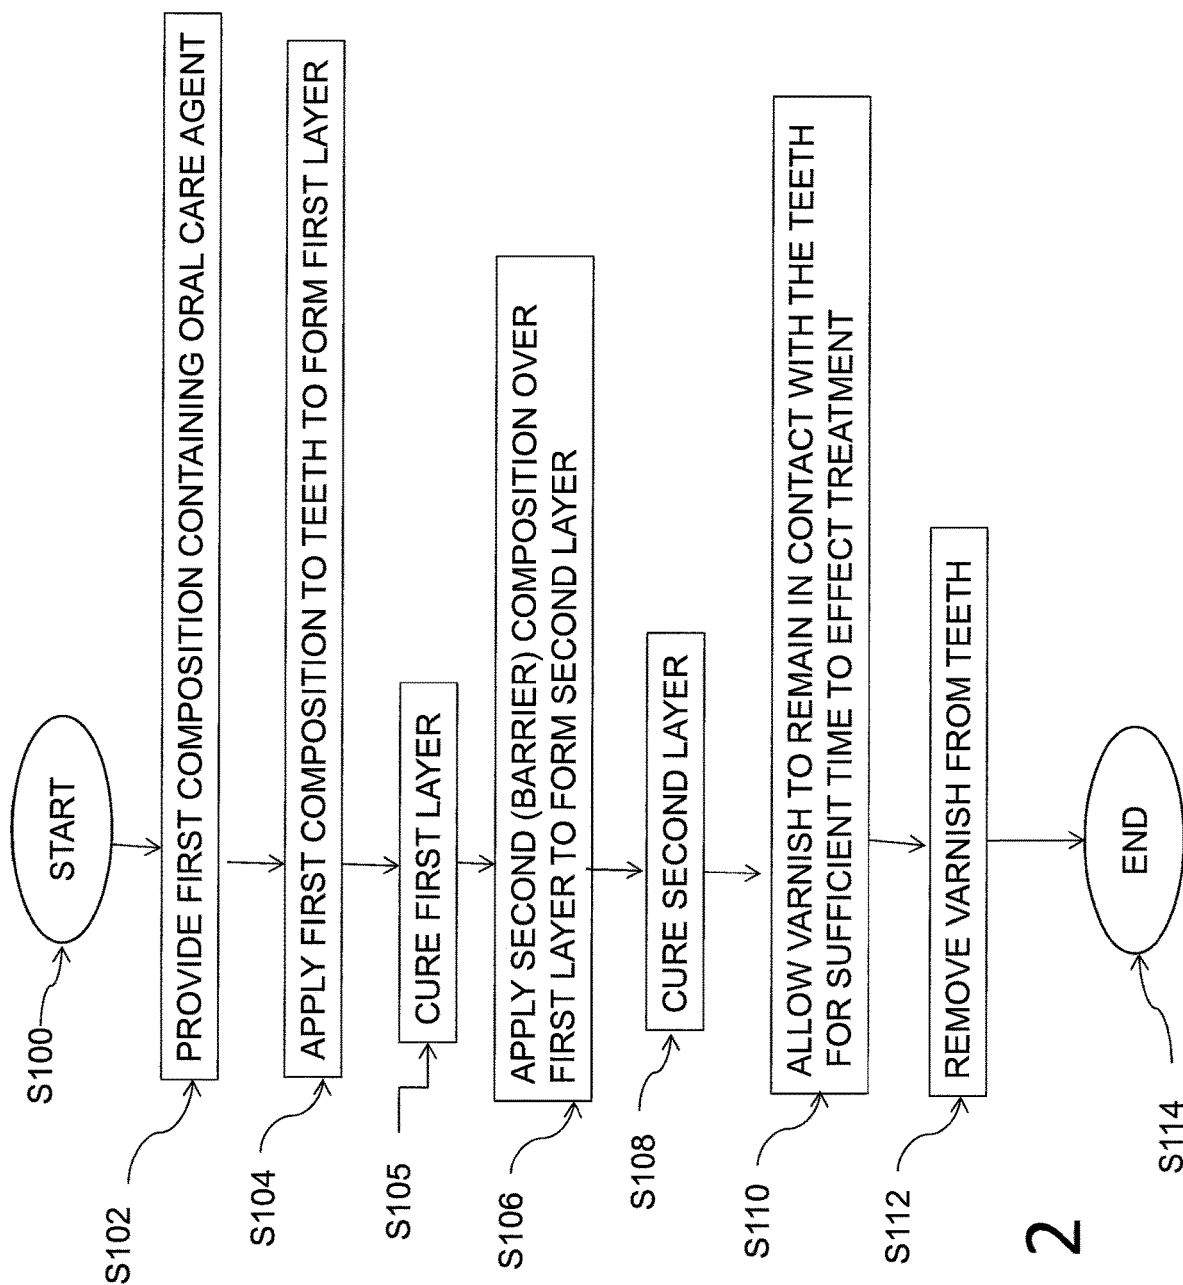 START
S100
PROVIDE FIRST COMPOSITION CONTAINING ORAL CARE AGENT
S102
APPLY FIRST COMPOSITION TO TEETH TO FORM FIRST LAYER
S104
CURE FIRST LAYER
S105
APPLY SECOND (BARRIER) COMPOSITION OVER
FIRST LAYER TO FORM SECOND LAYER
S106
CURE SECOND LAYER
S108
ALLOW VARNISH TO REMAIN IN CONTACT WITH THE TEETH
FOR SUFFICIENT TIME TO EFFECT TREATMENT
S110
REMOVE VARNISH FROM TEETH
S112
END
S114
2